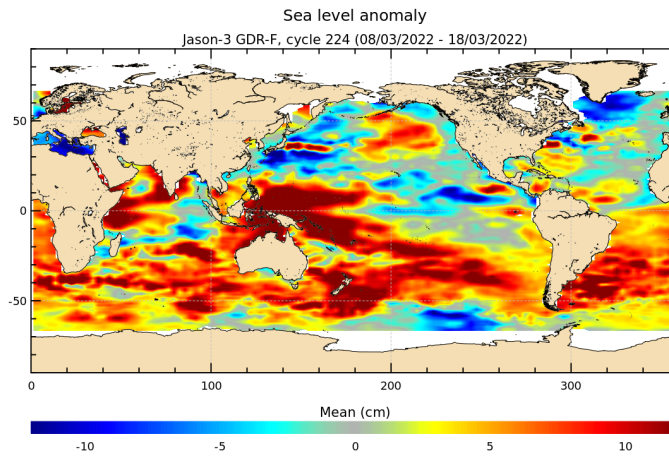 Sea level anomaly
Jason-3 GDR-F, cycle 224 (08/03/2022 - 18/03/2022)
50
0
-50
0 100 200 300
Mean (cm)
-10 -5 0 5 10